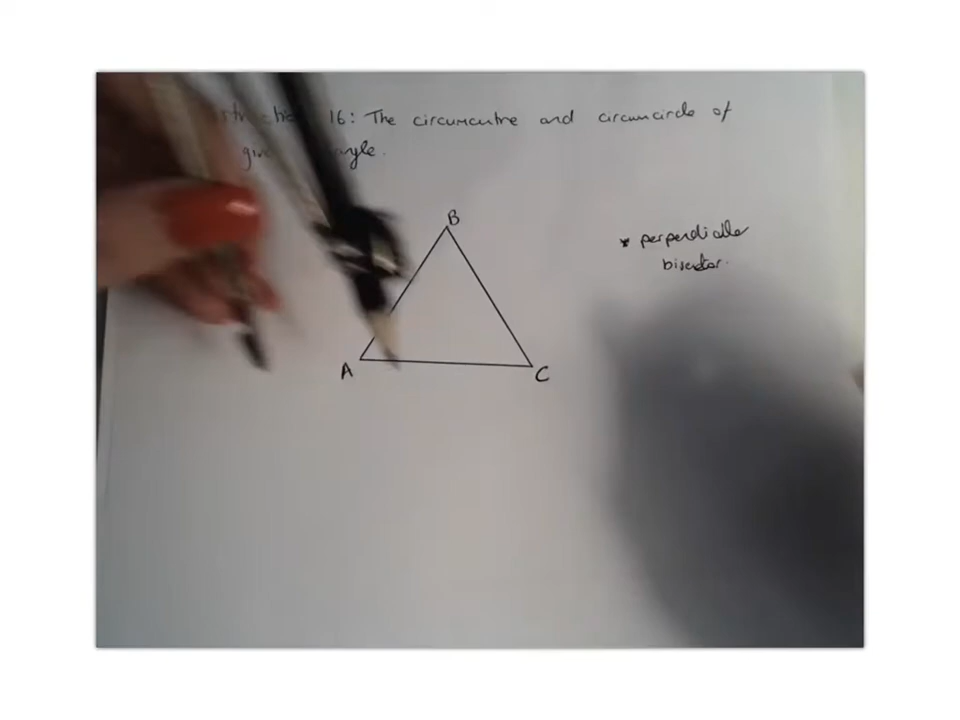 16: The circumcentre and circumcircle of
B
* perpendicular
bisector.
A
C